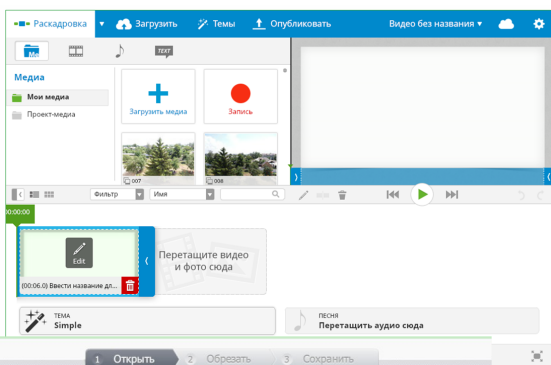 Раскадровка
Загрузить
Темы
Опубликовать
Видео без названия
TEXT
Медиа
Мои медиа
Проект-медиа
Загрузить медиа
Запись
007
008
Фильтр
Имя
00:00:00
Edit
(00:06.0) Ввести название дл...
Перетащите видео
и фото сюда
ТЕМА
Simple
ПЕСНЯ
Перетащить аудио сюда
1 Открыть
2 Обрезать
3 Сохранить